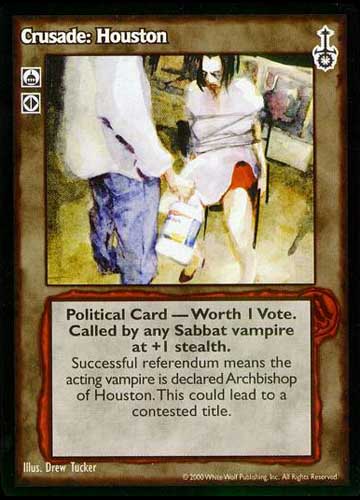 Crusade: Houston
Political Card — Worth 1 Vote.
Called by any Sabbat vampire
at +1 stealth.
Successful referendum means the
acting vampire is declared Archbishop
of Houston. This could lead to a
contested title.
Illus. Drew Tucker
© 2000 White Wolf Publishing, Inc. All Rights Reserved.